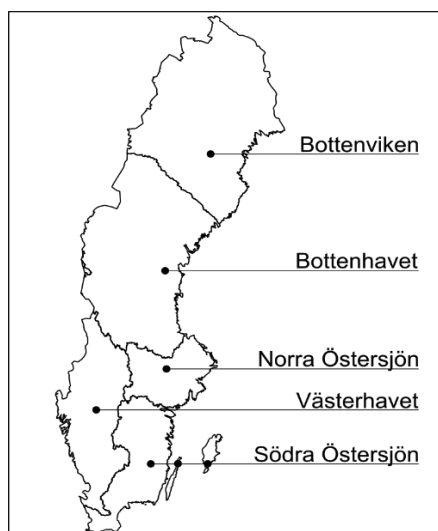 Bottenviken
Bottenhavet
Norra Östersjön
Västerhavet
Södra Östersjön